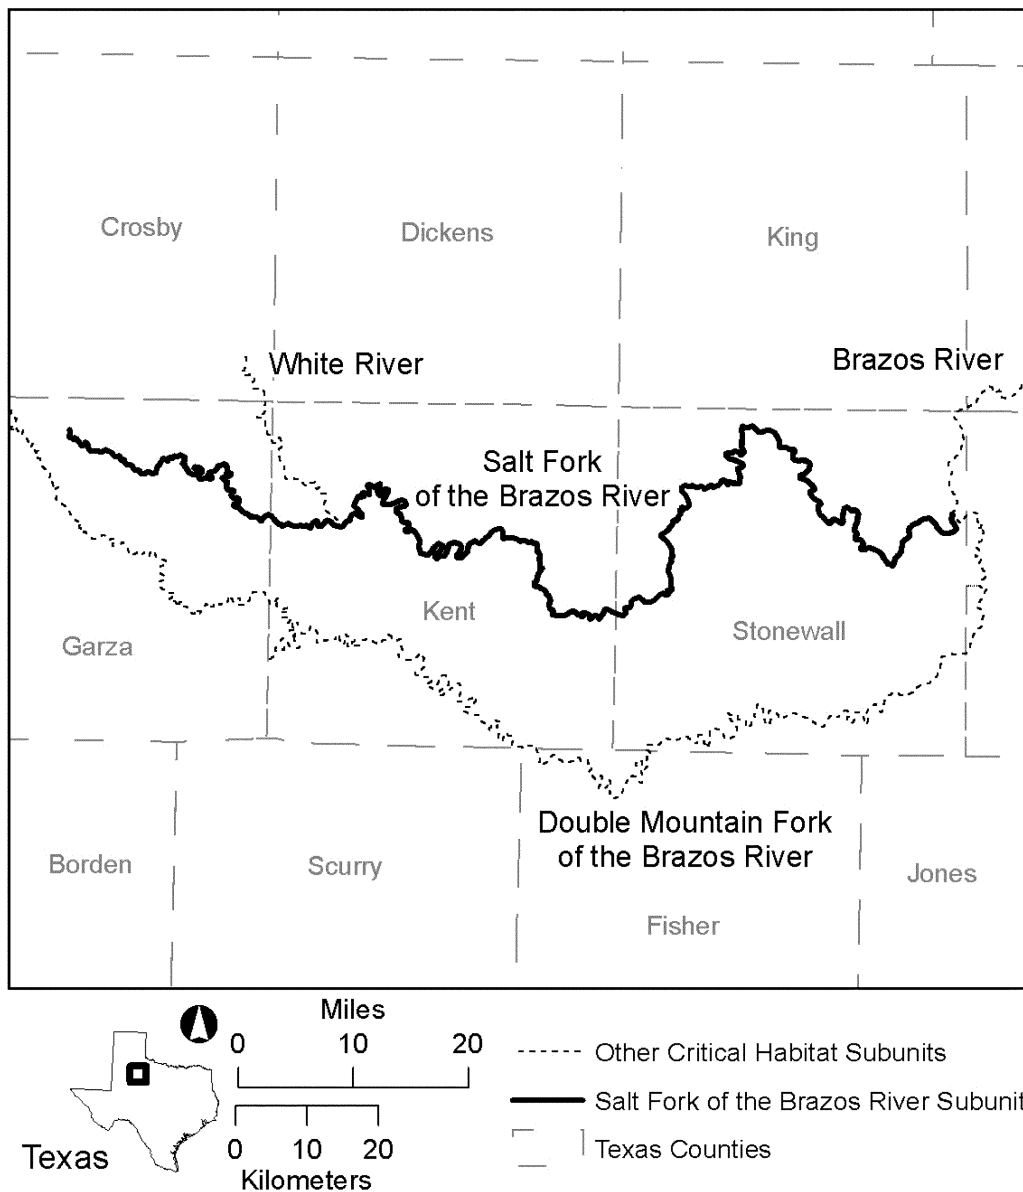 Crosby
Dickens
King
White River
Brazos River
Salt Fork
of the Brazos River
Kent
Stonewall
Garza
Double Mountain Fork
of the Brazos River
Borden
Scurry
Jones
Fisher
Miles
0 10 20
0 10 20
Kilometers
Texas
Other Critical Habitat Subunits
Salt Fork of the Brazos River Subunit
Texas Counties